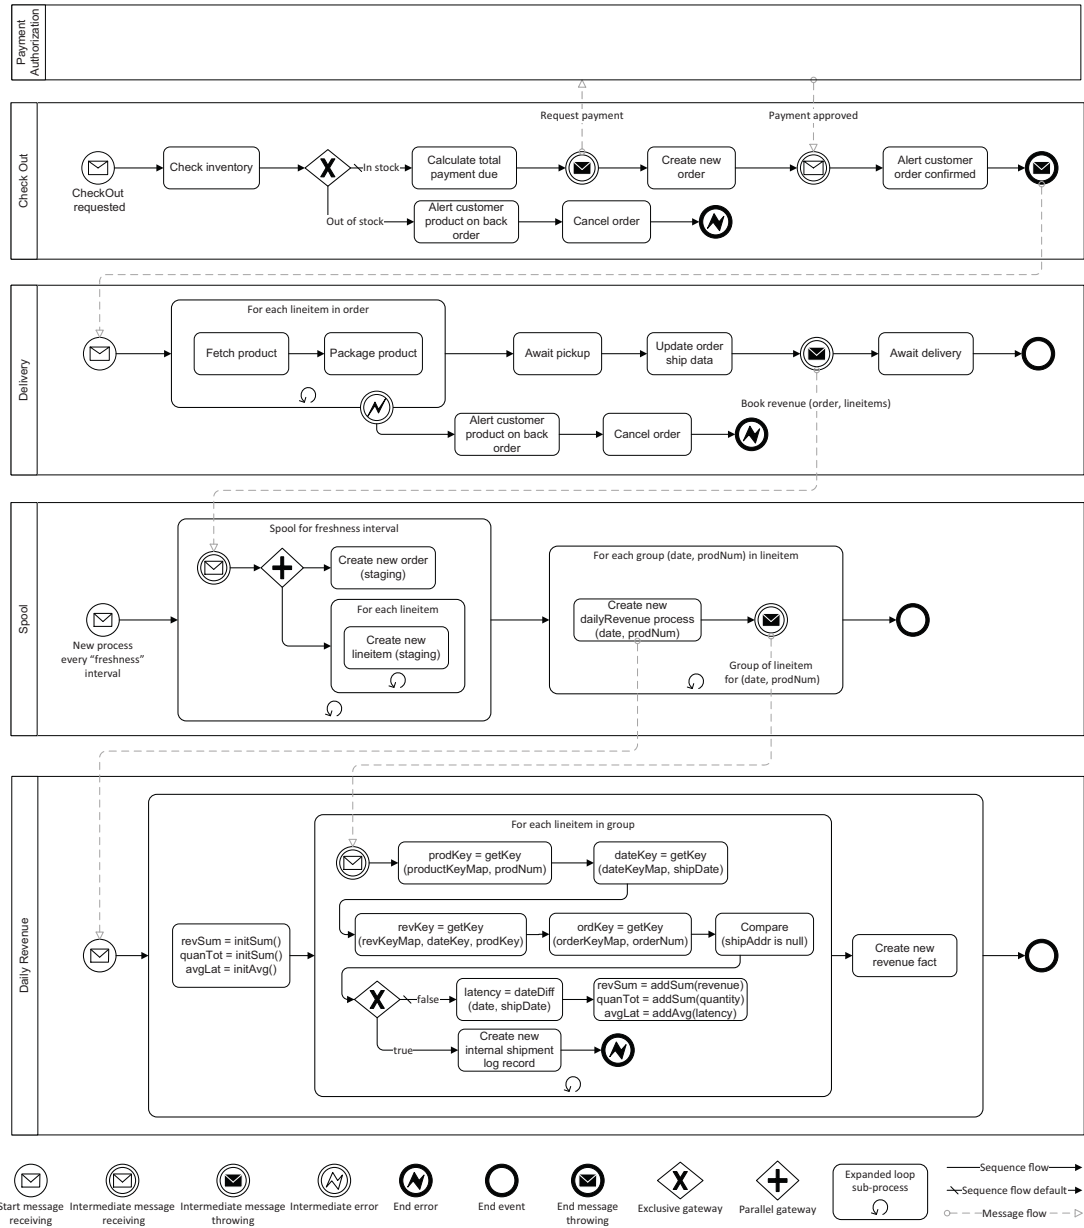 Payment
Authorization
Request payment
Payment approved
Check Out
CheckOut
requested
Check inventory
In stock
Calculate total
payment due
Create new
order
Alert customer
order confirmed
Out of stock
Alert customer
product on back
order
Cancel order
Delivery
For each lineitem in order
Fetch product
Package product
Await pickup
Update order
ship data
Await delivery
Book revenue (order, lineitems)
Alert customer
product on back
order
Cancel order
Spool
New process
every “freshness”
interval
Spool for freshness interval
Create new order
(staging)
For each lineitem
Create new
lineitem (staging)
For each group (date, prodNum) in lineitem
Create new
dailyRevenue process
(date, prodNum)
Group of lineitem
for (date, prodNum)
Daily Revenue
revSum = initSum()
quanTot = initSum()
avgLat = initAvg()
For each lineitem in group
prodKey = getKey
(productKeyMap, prodNum)
dateKey = getKey
(dateKeyMap, shipDate)
revKey = getKey
(revKeyMap, dateKey, prodKey)
ordKey = getKey
(orderKeyMap, orderNum)
Compare
(shipAddr is null)
false
latency = dateDiff
(date, shipDate)
revSum = addSum(revenue)
quanTot = addSum(quantity)
avgLat = addAvg(latency)
true
Create new
internal shipment
log record
Create new
revenue fact
Start message
receiving
Intermediate message
receiving
Intermediate message
throwing
Intermediate error
End error
End event
End message
throwing
Exclusive gateway
Parallel gateway
Expanded loop
sub-process
Sequence flow
Sequence flow default
Message flow